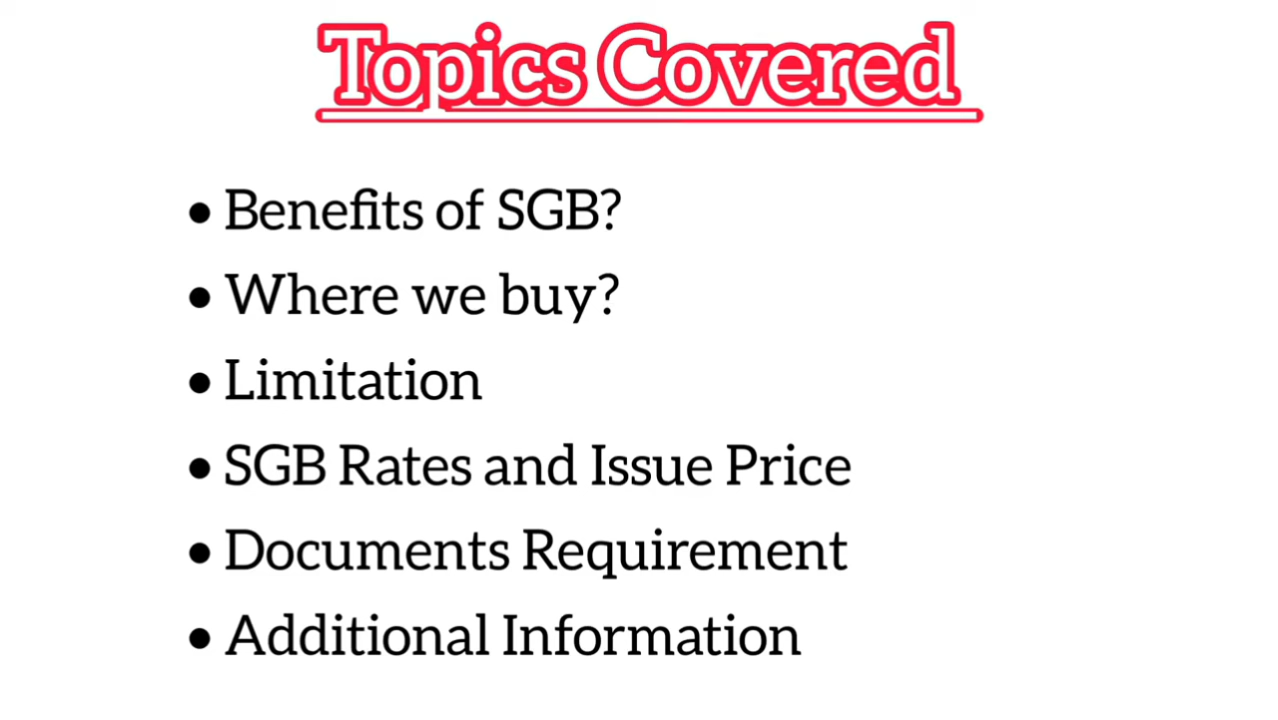 Topics Covered
• Benefits of SGB?
• Where we buy?
• Limitation
• SGB Rates and Issue Price
• Documents Requirement
• Additional Information